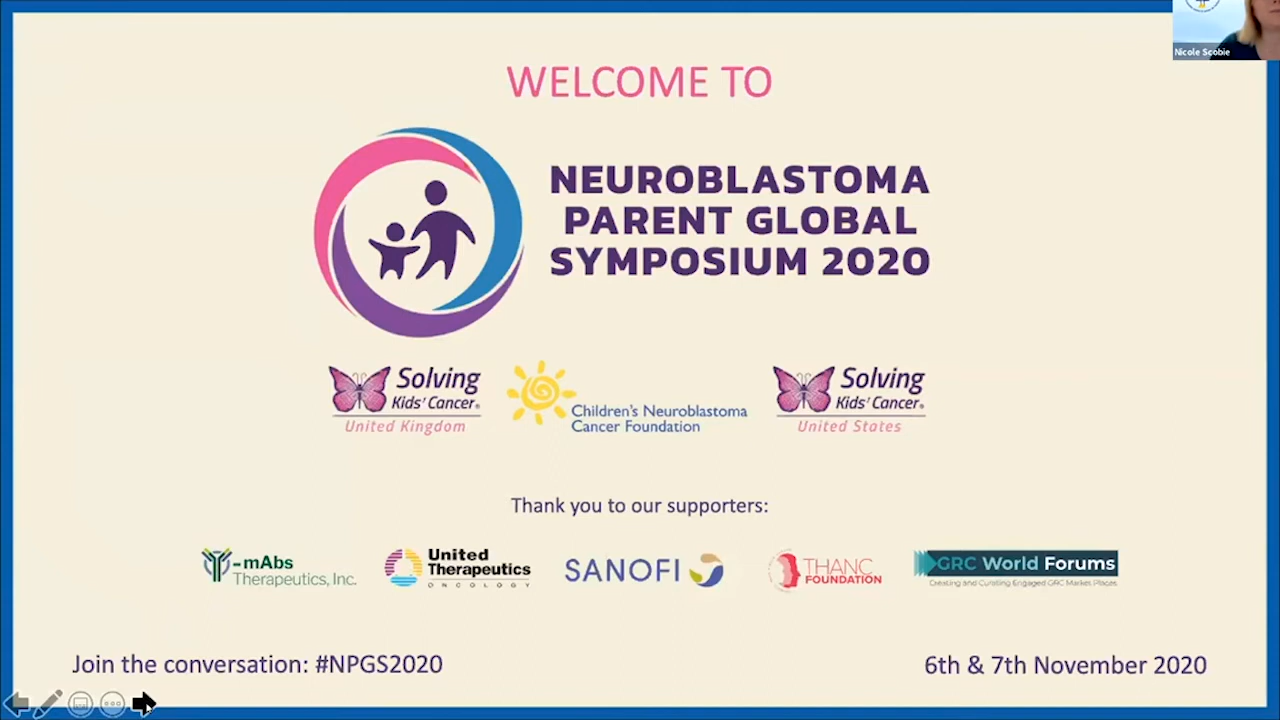 Nicole Scobie
WELCOME TO
NEUROBLASTOMA
PARENT GLOBAL
SYMPOSIUM 2020
Solving
Kids' Cancer®
United Kingdom
Children's Neuroblastoma
Cancer Foundation
Solving
Kids' Cancer®
United States
Thank you to our supporters:
Y-mAbs
Therapeutics, Inc.
United
Therapeutics
ONCOLOGY
SANOFI
THANC
FOUNDATION
GRC World Forums
Creating and Curating Engaged GRC Market Places
Join the conversation: #NPGS2020
6th & 7th November 2020